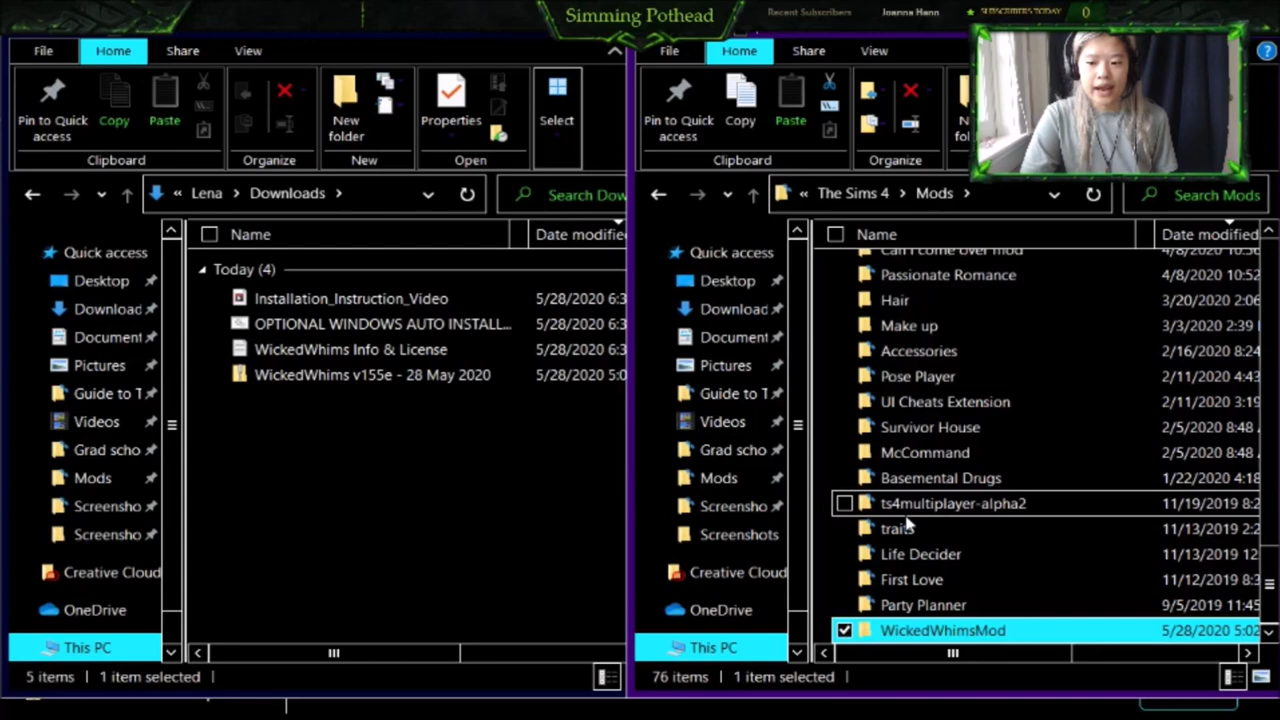 Simming Pothead
Recent Subscribers Joanna Hann ★ SUBSCRIBERS TODAY 0
File Home Share View
Pin to Quick access Copy Paste
New folder Properties Select
Clipboard Organize New Open
« Lena > Downloads > Search Dow
Name Date modified
Quick access
Desktop
Download
Document
Pictures
Guide to T
Videos
Grad scho
Mods
Screensho
Screensho
Creative Cloud
OneDrive
This PC
Today (4)
Installation_Instruction_Video 5/28/2020 6:3
OPTIONAL WINDOWS AUTO INSTALL... 5/28/2020 6:3
WickedWhims Info & License 5/28/2020 6:3
WickedWhims v155e - 28 May 2020 5/28/2020 5:0
5 items 1 item selected
File Home Share View
Pin to Quick access Copy Paste
Clipboard Organize
« The Sims 4 > Mods > Search Mods
Name Date modified
Quick access
Desktop
Download
Document
Pictures
Guide to T
Videos
Grad scho
Mods
Screensho
Screenshots
Creative Cloud
OneDrive
This PC
Can I come over mod 4/8/2020 10:56
Passionate Romance 4/8/2020 10:52
Hair 3/20/2020 2:06
Make up 3/3/2020 2:39
Accessories 2/16/2020 8:24
Pose Player 2/11/2020 4:43
UI Cheats Extension 2/11/2020 3:19
Survivor House 2/5/2020 8:48
McCommand 2/5/2020 8:48
Basemental Drugs 1/22/2020 4:18
ts4multiplayer-alpha2 11/19/2019 8:2
traits 11/13/2019 2:2
Life Decider 11/13/2019 12:
First Love 11/12/2019 8:3
Party Planner 9/5/2019 11:45
WickedWhimsMod 5/28/2020 5:02
76 items 1 item selected